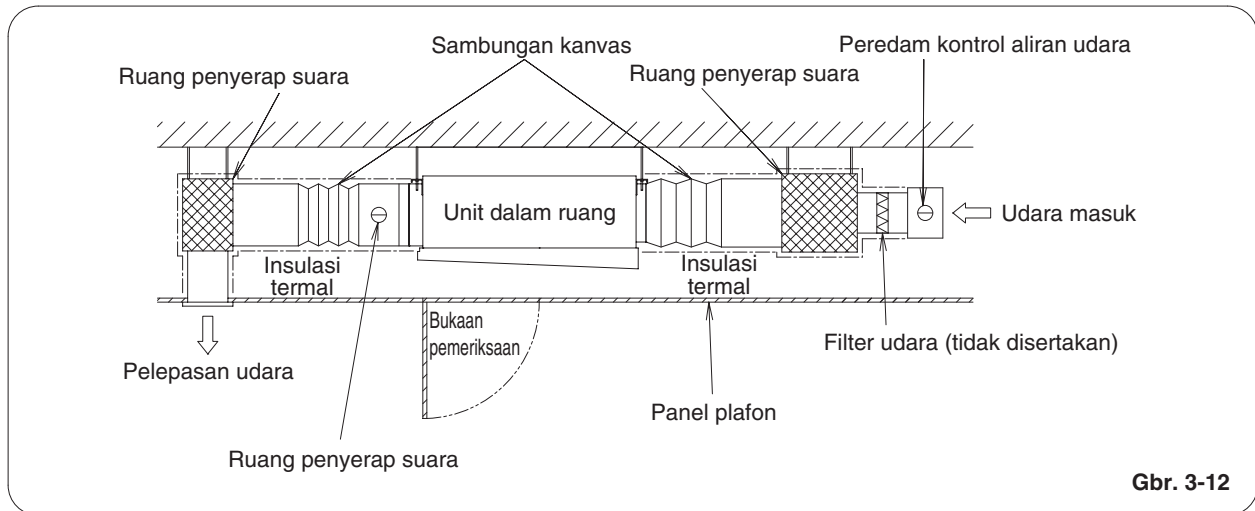 Sambungan kanvas
Peredam kontrol aliran udara
Ruang penyerap suara
Ruang penyerap suara
Unit dalam ruang
Udara masuk
Insulasi
termal
Insulasi
termal
Bukaan
pemeriksaan
Filter udara (tidak disertakan)
Pelepasan udara
Panel plafon
Ruang penyerap suara
Gbr. 3-12